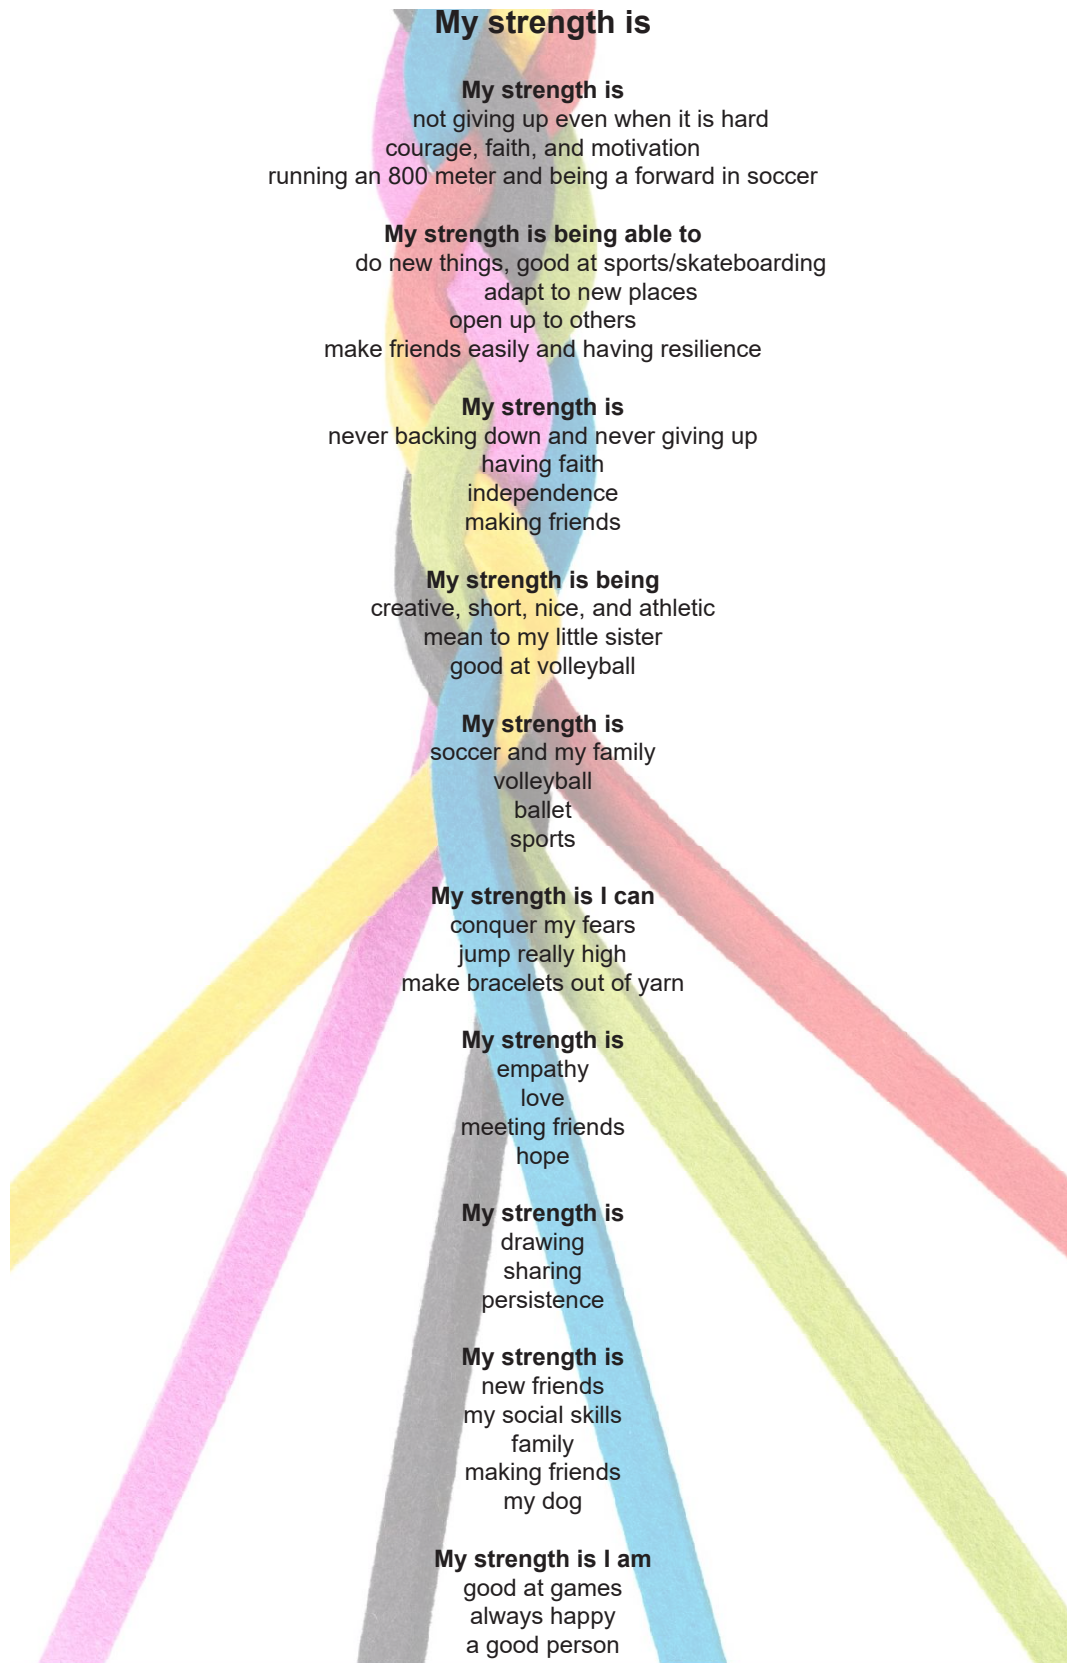 My strength is
My strength is
not giving up even when it is hard
courage, faith, and motivation
running an 800 meter and being a forward in soccer
My strength is being able to
do new things, good at sports/skateboarding
adapt to new places
open up to others
make friends easily and having resilience
My strength is
never backing down and never giving up
having faith
independence
making friends
My strength is being
creative, short, nice, and athletic
mean to my little sister
good at volleyball
My strength is
soccer and my family
volleyball
ballet
sports
My strength is I can
conquer my fears
jump really high
make bracelets out of yarn
My strength is
empathy
love
meeting friends
hope
My strength is
drawing
sharing
persistence
My strength is
new friends
my social skills
family
making friends
my dog
My strength is I am
good at games
always happy
a good person